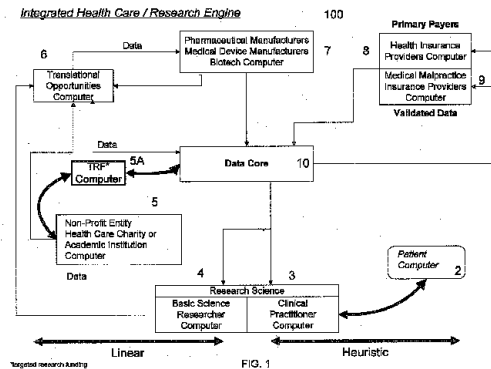 Integrated Health Care / Research Engine
100
Primary Payers
Data
Pharmaceutical Manufacturers
Medical Device Manufacturers
Biotech Computer
7
6
Translational
Opportunities
Computer
8
Health Insurance
Providers Computer
Medical Malpractice
Insurance Providers
Computer
9
Validated Data
Data
5A
TRF*
Computer
Data Core
10
5
Non-Profit Entity
Health Care Charity or
Academic Institution
Computer
Data
Patient
Computer
2
4
3
Research Science
Basic Science
Researcher
Computer
Clinical
Practitioner
Computer
Linear
Heuristic
*targeted research funding
FIG. 1